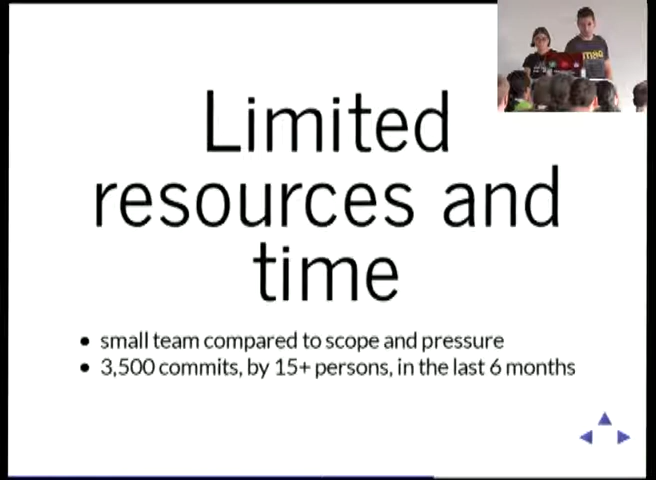 Limited
resources and
time
small team compared to scope and pressure
3,500 commits, by 15+ persons, in the last 6 months